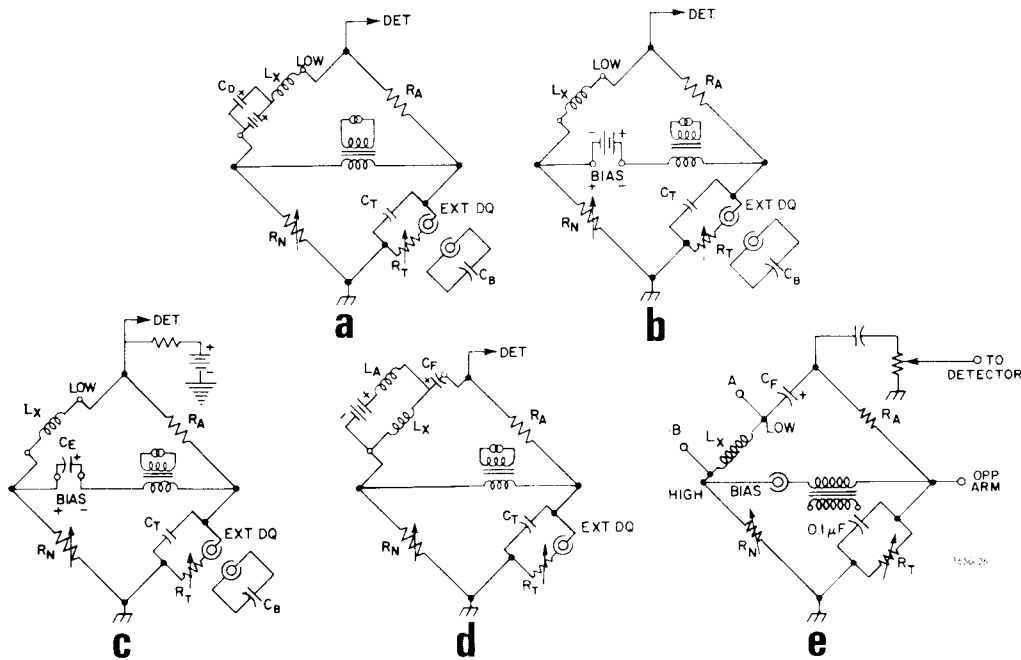 DET.
LOW
L_X
C_D
+
+
R_A
C_T
EXT DQ
R_N
R_T
C_B
a
DET.
LOW
L_X
R_A
- +
BIAS
+ -
C_T
EXT DQ
R_N
R_T
C_B
b
DET.
+
-
LOW
L_X
R_A
C_E
+
BIAS
+ -
C_T
EXT DQ
R_N
R_T
C_B
c
DET.
L_A
C_F
+
- +
L_X
R_A
C_T
EXT DQ
R_N
R_T
d
TO
DETECTOR
A
C_F
+
LOW
B
L_X
R_A
HIGH
BIAS
OPP
ARM
0.1μF
R_N
R_T
e